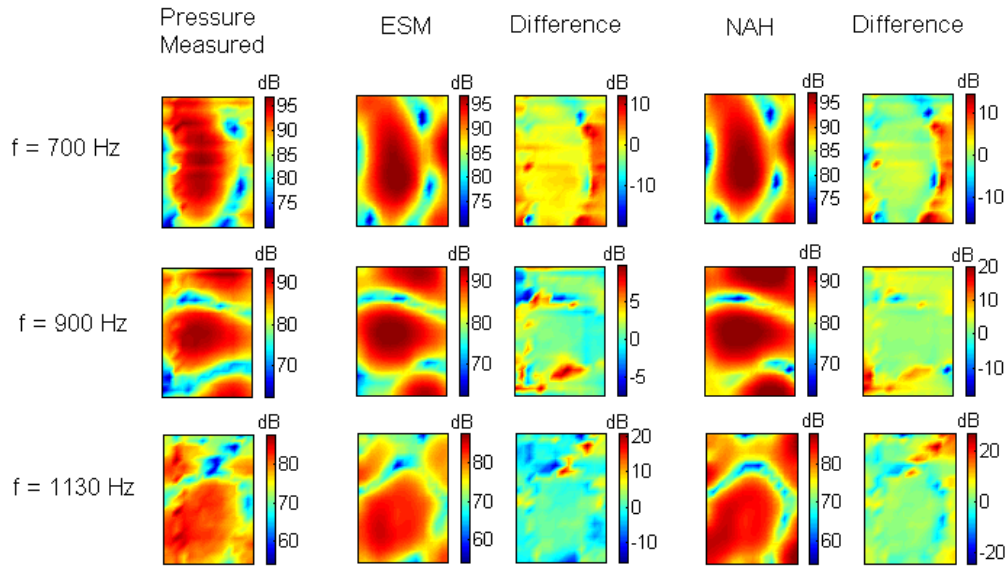 Pressure Measured ESM Difference NAH Difference
dB dB dB dB dB
f = 700 Hz
95 90 85 80 75
95 90 85 80 75
10 0 -10
95 90 85 80 75
10 0 -10
dB dB dB dB dB
f = 900 Hz
90 80 70
90 80 70
5 0 -5
90 80 70
20 10 0 -10
dB dB dB dB dB
f = 1130 Hz
80 70 60
80 70 60
20 10 0 -10
80 70 60
20 0 -20